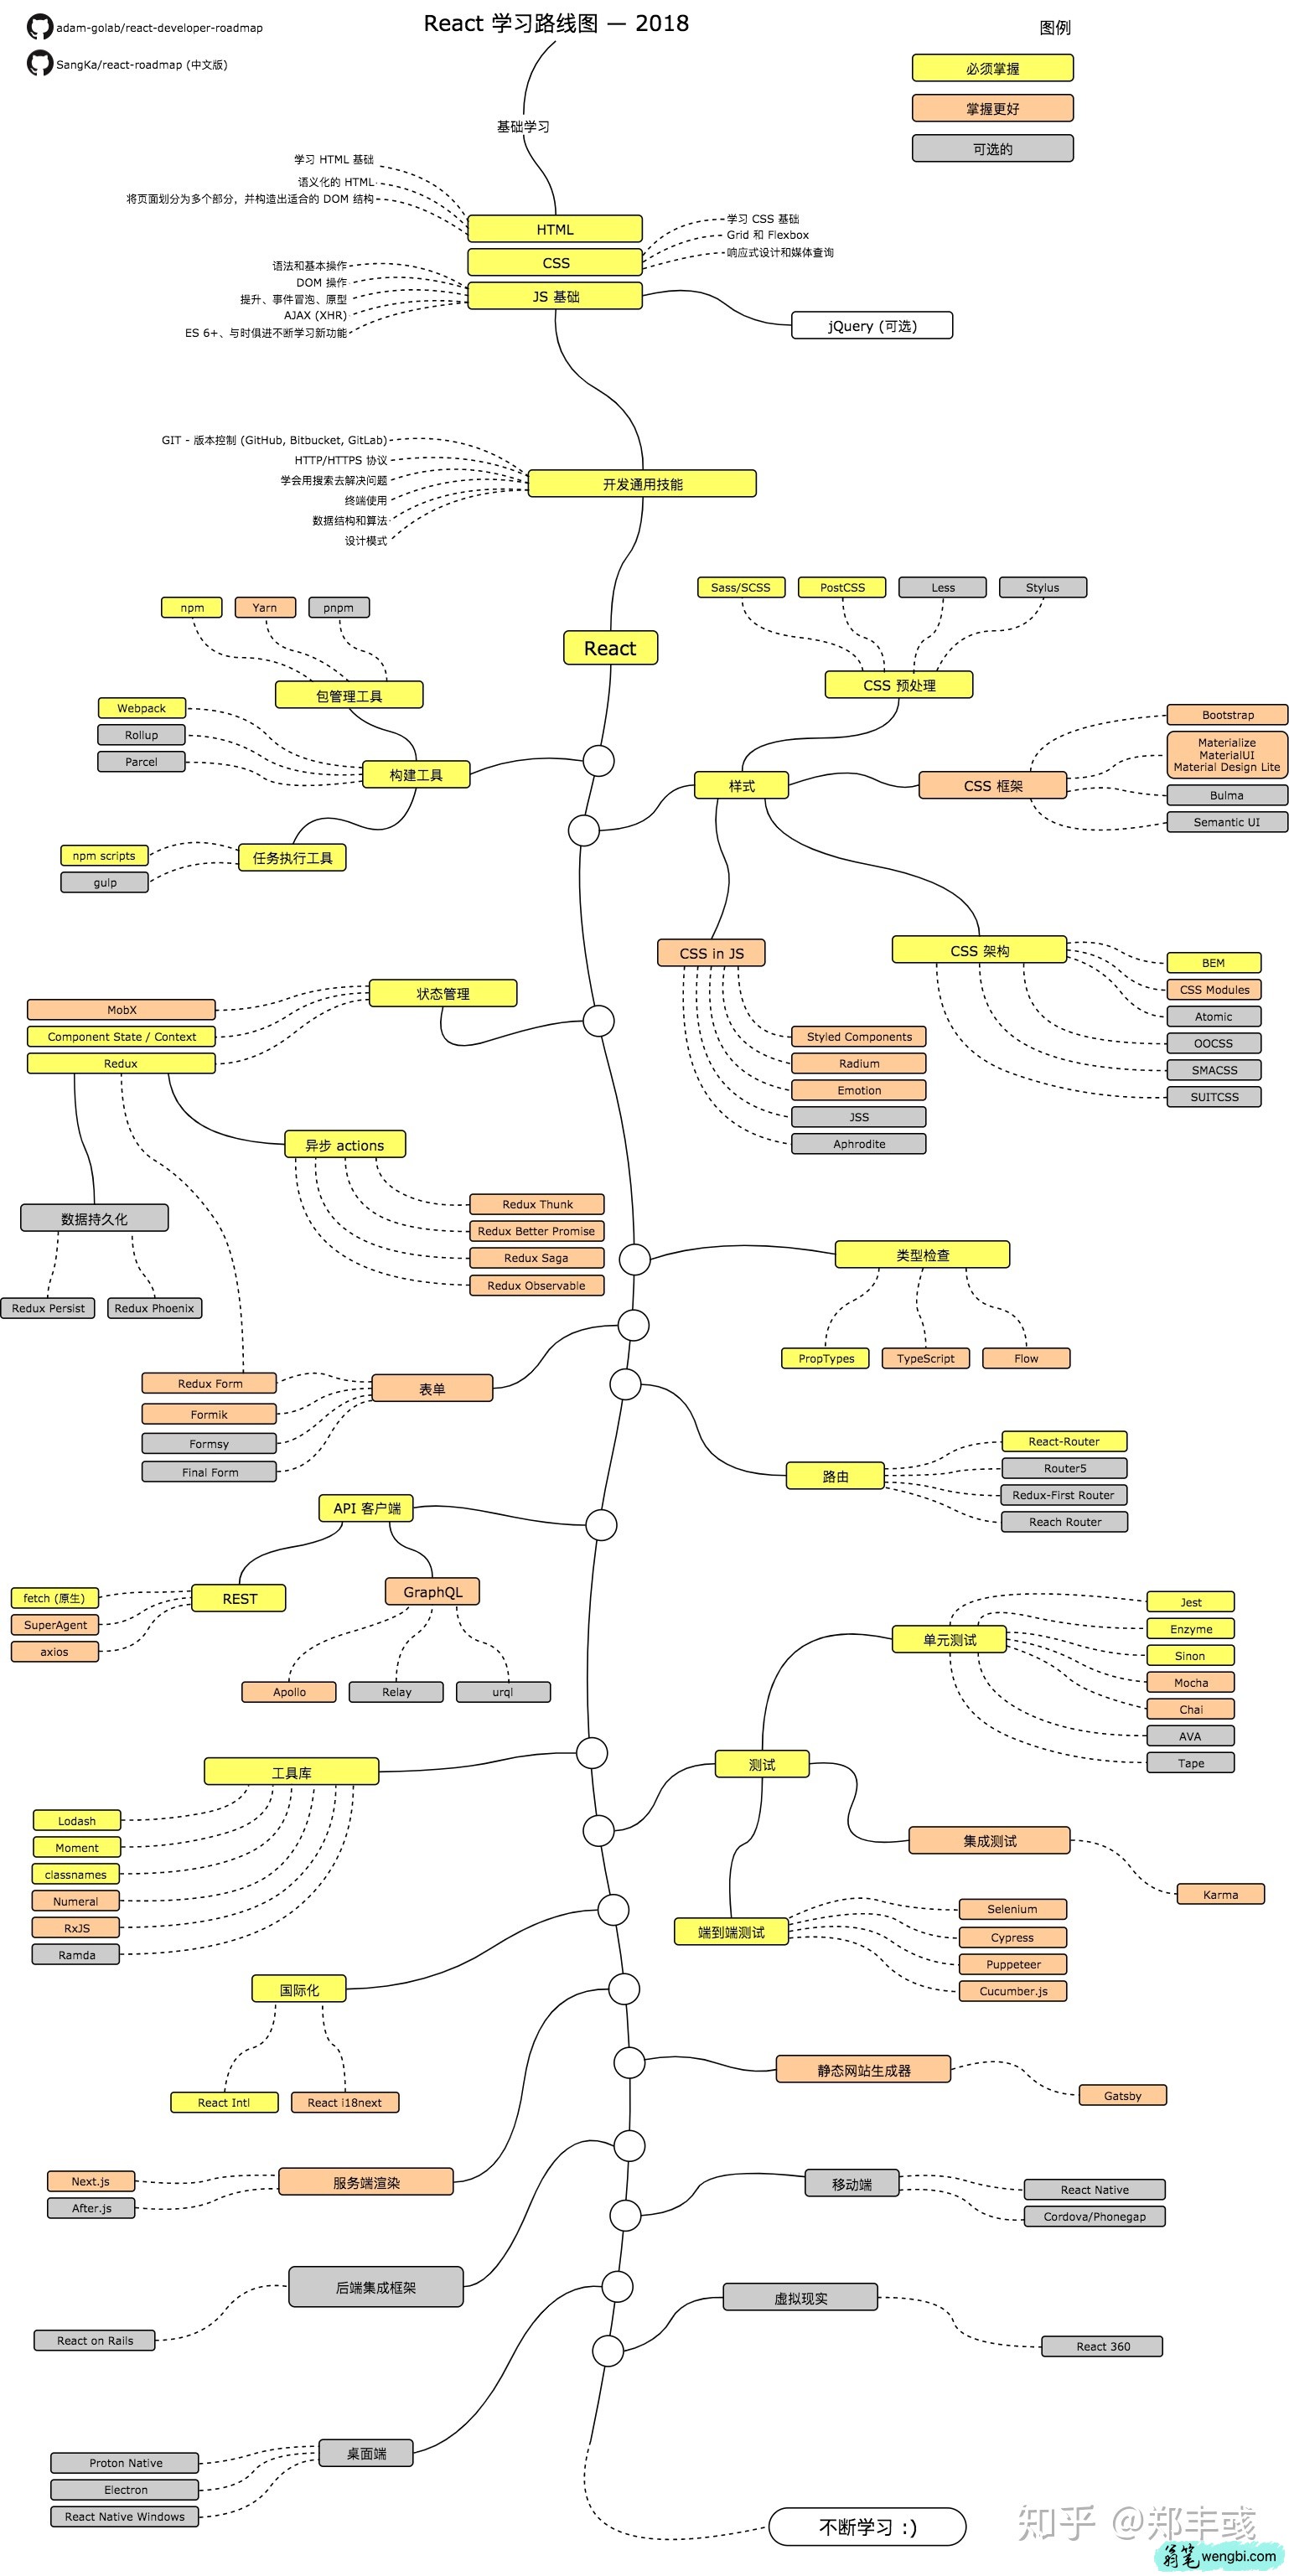 React 学习路线图 — 2018
adam-golab/react-developer-roadmap
SangKa/react-roadmap (中文版)
图例
必须掌握
掌握更好
可选的
基础学习
学习 HTML 基础
语义化的 HTML
将页面划分为多个部分，并构造出适合的 DOM 结构
HTML
CSS
学习 CSS 基础
Grid 和 Flexbox
响应式设计和媒体查询
JS 基础
语法和基本操作
DOM 操作
提升、事件冒泡、原型
AJAX (XHR)
ES 6+、与时俱进不断学习新功能
jQuery (可选)
GIT - 版本控制 (GitHub, Bitbucket, GitLab)
HTTP/HTTPS 协议
学会用搜索去解决问题
终端使用
数据结构和算法
设计模式
开发通用技能
React
npm
Yarn
pnpm
包管理工具
Webpack
Rollup
Parcel
构建工具
npm scripts
gulp
任务执行工具
Sass/SCSS
PostCSS
Less
Stylus
CSS 预处理
样式
CSS 框架
Bootstrap
Materialize
MaterialUI
Material Design Lite
Bulma
Semantic UI
CSS in JS
Styled Components
Radium
Emotion
JSS
Aphrodite
CSS 架构
BEM
CSS Modules
Atomic
OOCSS
SMACSS
SUITCSS
状态管理
MobX
Component State / Context
Redux
异步 actions
Redux Thunk
Redux Better Promise
Redux Saga
Redux Observable
数据持久化
Redux Persist
Redux Phoenix
类型检查
PropTypes
TypeScript
Flow
表单
Redux Form
Formik
Formsy
Final Form
路由
React-Router
Router5
Redux-First Router
Reach Router
API 客户端
REST
fetch (原生)
SuperAgent
axios
GraphQL
Apollo
Relay
urql
单元测试
Jest
Enzyme
Sinon
Mocha
Chai
AVA
Tape
测试
集成测试
Karma
端到端测试
Selenium
Cypress
Puppeteer
Cucumber.js
工具库
Lodash
Moment
classnames
Numeral
RxJS
Ramda
国际化
React Intl
React i18next
静态网站生成器
Gatsby
服务端渲染
Next.js
After.js
移动端
React Native
Cordova/Phonegap
后端集成框架
React on Rails
虚拟现实
React 360
桌面端
Proton Native
Electron
React Native Windows
不断学习 :)
知乎 @郑丰彧
翁笔 wengbi.com